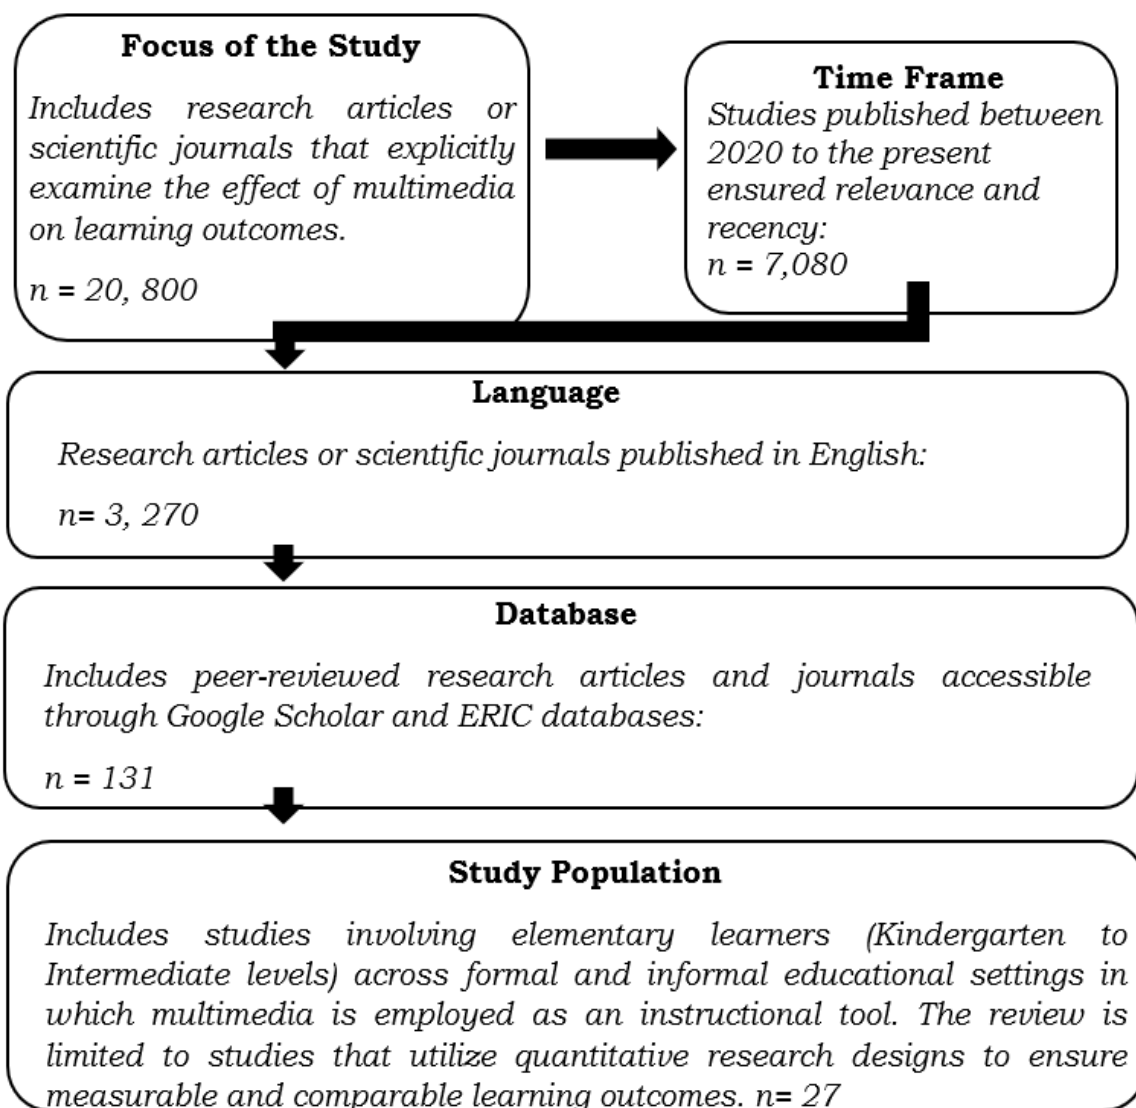 Focus of the Study
Includes research articles or
scientific journals that explicitly
examine the effect of multimedia
on learning outcomes.
n = 20, 800
Time Frame
Studies published between
2020 to the present
ensured relevance and
recency:
n = 7,080
Language
Research articles or scientific journals published in English:
n= 3, 270
Database
Includes peer-reviewed research articles and journals accessible
through Google Scholar and ERIC databases:
n = 131
Study Population
Includes studies involving elementary learners (Kindergarten to
Intermediate levels) across formal and informal educational settings in
which multimedia is employed as an instructional tool. The review is
limited to studies that utilize quantitative research designs to ensure
measurable and comparable learning outcomes. n= 27